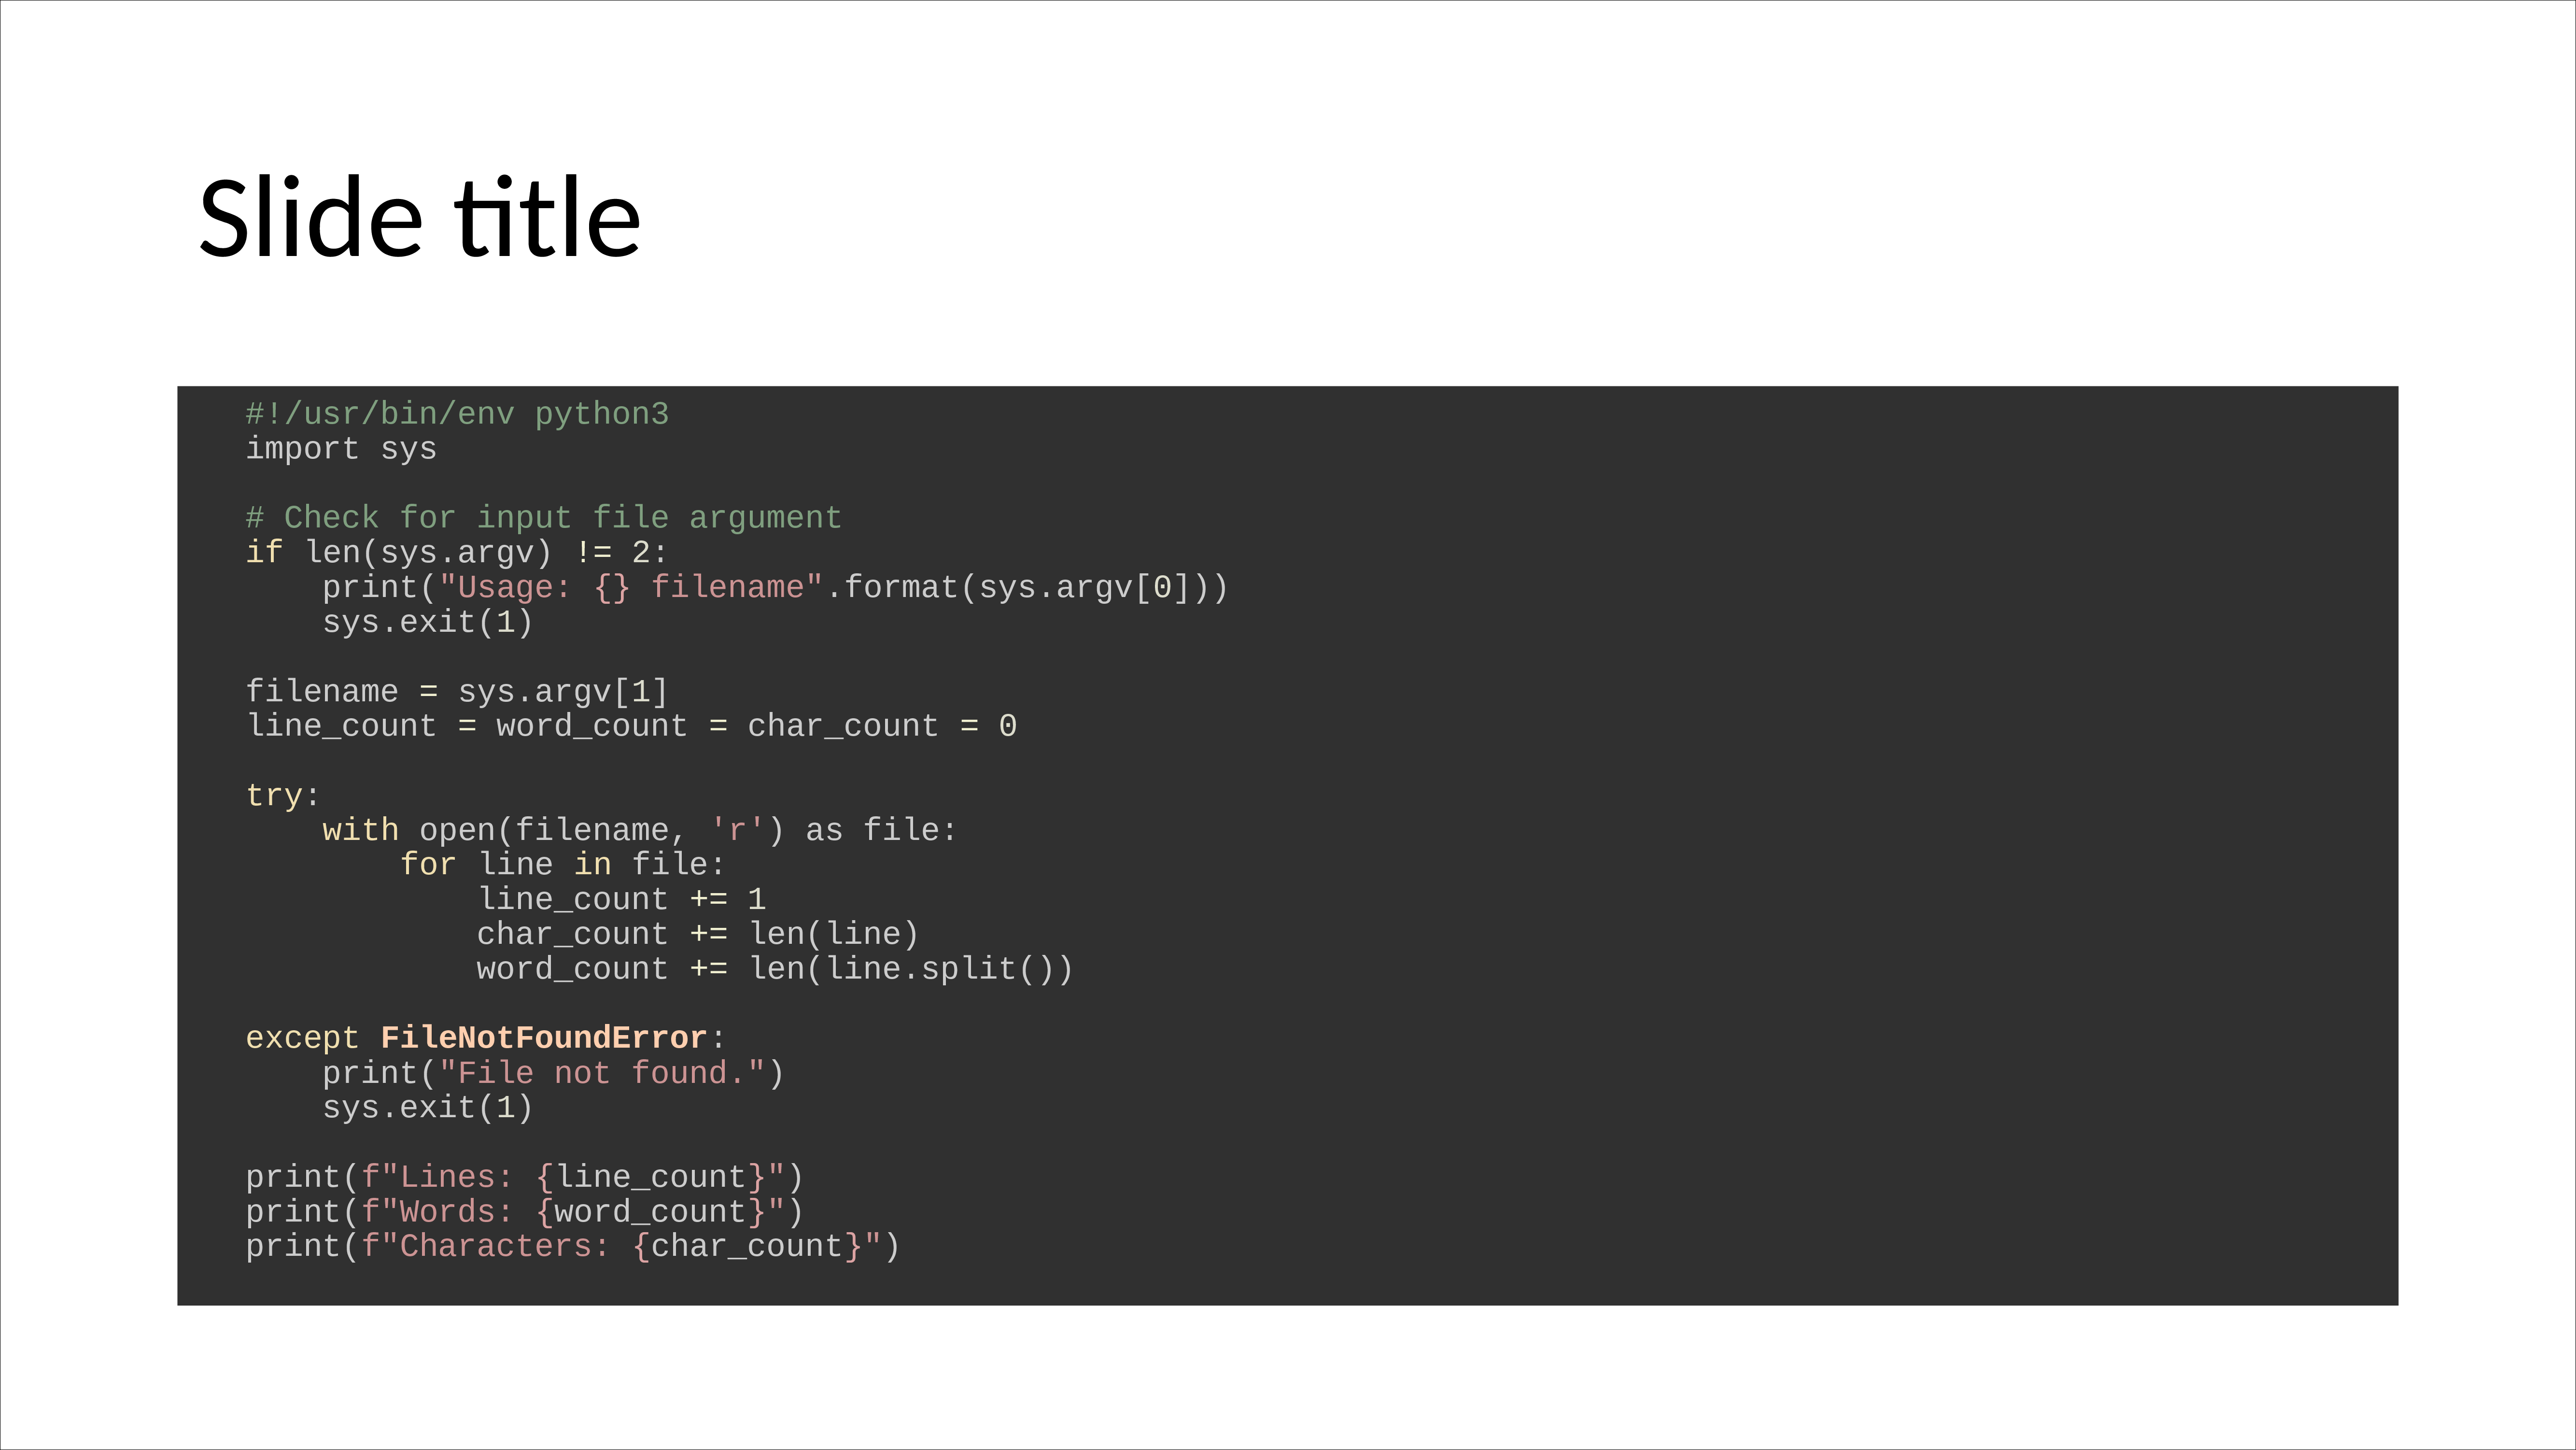 Slide title
#!/usr/bin/env python3
import sys

# Check for input file argument
if len(sys.argv) != 2:
    print("Usage: {} filename".format(sys.argv[0]))
    sys.exit(1)

filename = sys.argv[1]
line_count = word_count = char_count = 0

try:
    with open(filename, 'r') as file:
        for line in file:
            line_count += 1
            char_count += len(line)
            word_count += len(line.split())

except FileNotFoundError:
    print("File not found.")
    sys.exit(1)

print(f"Lines: {line_count}")
print(f"Words: {word_count}")
print(f"Characters: {char_count}")